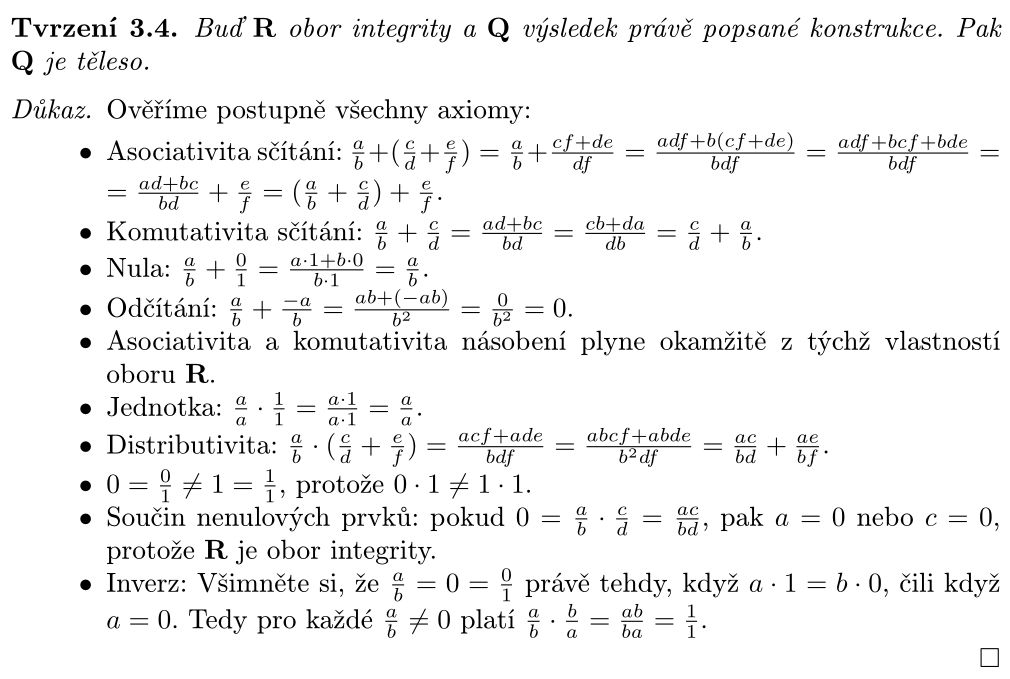 Tvrzení 3.4. Buď R obor integrity a Q výsledek právě popsané konstrukce. Pak
Q je těleso.
Důkaz. Ověříme postupně všechny axiomy:
• Asociativita sčítání: $\frac{a}{b}+(\frac{c}{d}+\frac{e}{f}) = \frac{a}{b}+\frac{cf+de}{df} = \frac{adf+b(cf+de)}{bdf} = \frac{adf+bcf+bde}{bdf} =$
$= \frac{ad+bc}{bd} + \frac{e}{f} = (\frac{a}{b} + \frac{c}{d}) + \frac{e}{f}.$
• Komutativita sčítání: $\frac{a}{b} + \frac{c}{d} = \frac{ad+bc}{bd} = \frac{cb+da}{db} = \frac{c}{d} + \frac{a}{b}.$
• Nula: $\frac{a}{b} + \frac{0}{1} = \frac{a\cdot 1+b\cdot 0}{b\cdot 1} = \frac{a}{b}.$
• Odčítání: $\frac{a}{b} + \frac{-a}{b} = \frac{ab+(-ab)}{b^2} = \frac{0}{b^2} = 0.$
• Asociativita a komutativita násobení plyne okamžitě z týchž vlastností
oboru R.
• Jednotka: $\frac{a}{a} \cdot \frac{1}{1} = \frac{a\cdot 1}{a\cdot 1} = \frac{a}{a}.$
• Distributivita: $\frac{a}{b} \cdot (\frac{c}{d} + \frac{e}{f}) = \frac{acf+ade}{bdf} = \frac{abcf+abde}{b^2df} = \frac{ac}{bd} + \frac{ae}{bf}.$
• $0 = \frac{0}{1} \neq 1 = \frac{1}{1}$, protože $0 \cdot 1 \neq 1 \cdot 1.$
• Součin nenulových prvků: pokud $0 = \frac{a}{b} \cdot \frac{c}{d} = \frac{ac}{bd}$, pak $a = 0$ nebo $c = 0$,
protože R je obor integrity.
• Inverz: Všimněte si, že $\frac{a}{b} = 0 = \frac{0}{1}$ právě tehdy, když $a \cdot 1 = b \cdot 0$, čili když
$a = 0$. Tedy pro každé $\frac{a}{b} \neq 0$ platí $\frac{a}{b} \cdot \frac{b}{a} = \frac{ab}{ba} = \frac{1}{1}.$
□